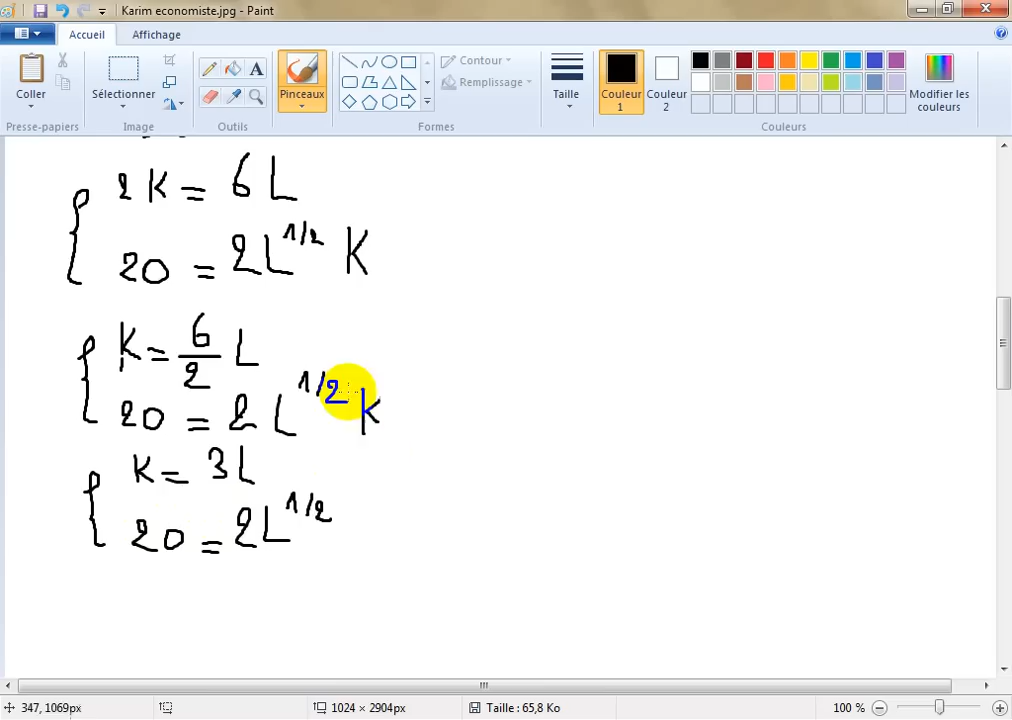 Karim economiste.jpg - Paint
Accueil Affichage
Coller Sélectionner Pinceaux Contour Remplissage Taille Couleur 1 Couleur 2 Modifier les couleurs
Presse-papiers Image Outils Formes Couleurs
2K = 6L
20 = 2L^1/2 K
K = 6/2 L
20 = 2 L^1/2 K
K = 3L
20 = 2L^1/2
347, 1069px 1024 × 2904px Taille : 65,8 Ko 100 %